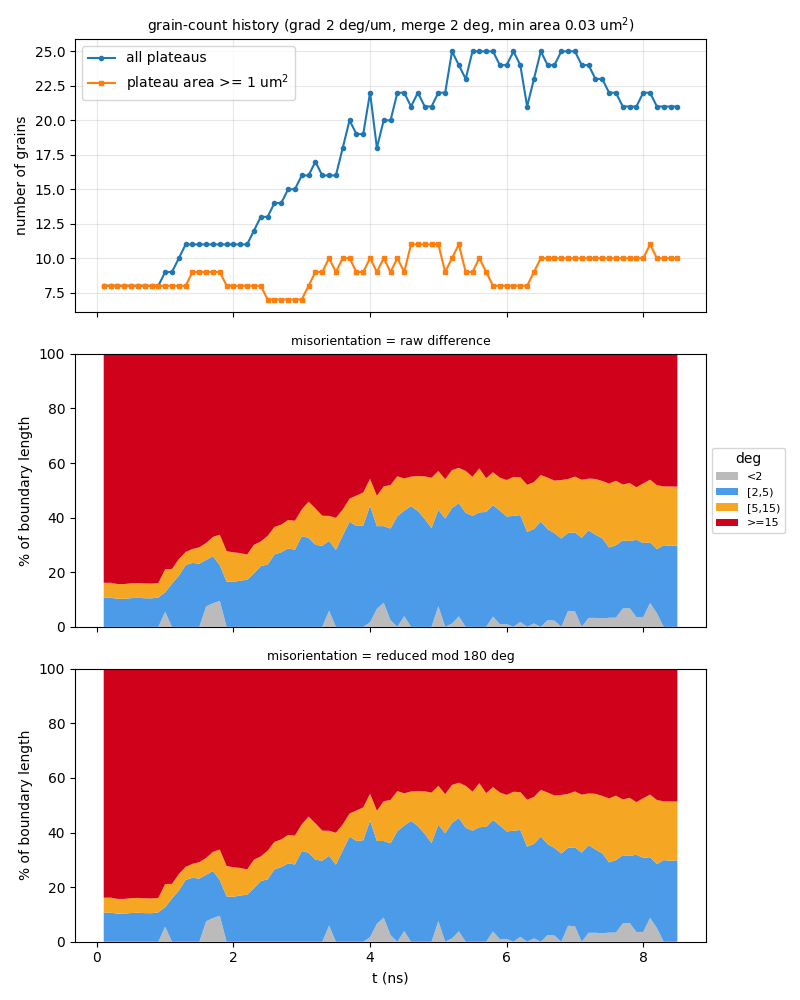 grain-count history (grad 2 deg/um, merge 2 deg, min area 0.03 um²)
number of grains
25.0
22.5
20.0
17.5
15.0
12.5
10.0
7.5
all plateaus
plateau area >= 1 um²
misorientation = raw difference
% of boundary length
100
80
60
40
20
0
deg
<2
[2,5)
[5,15)
>=15
misorientation = reduced mod 180 deg
% of boundary length
100
80
60
40
20
0
0 2 4 6 8
t (ns)